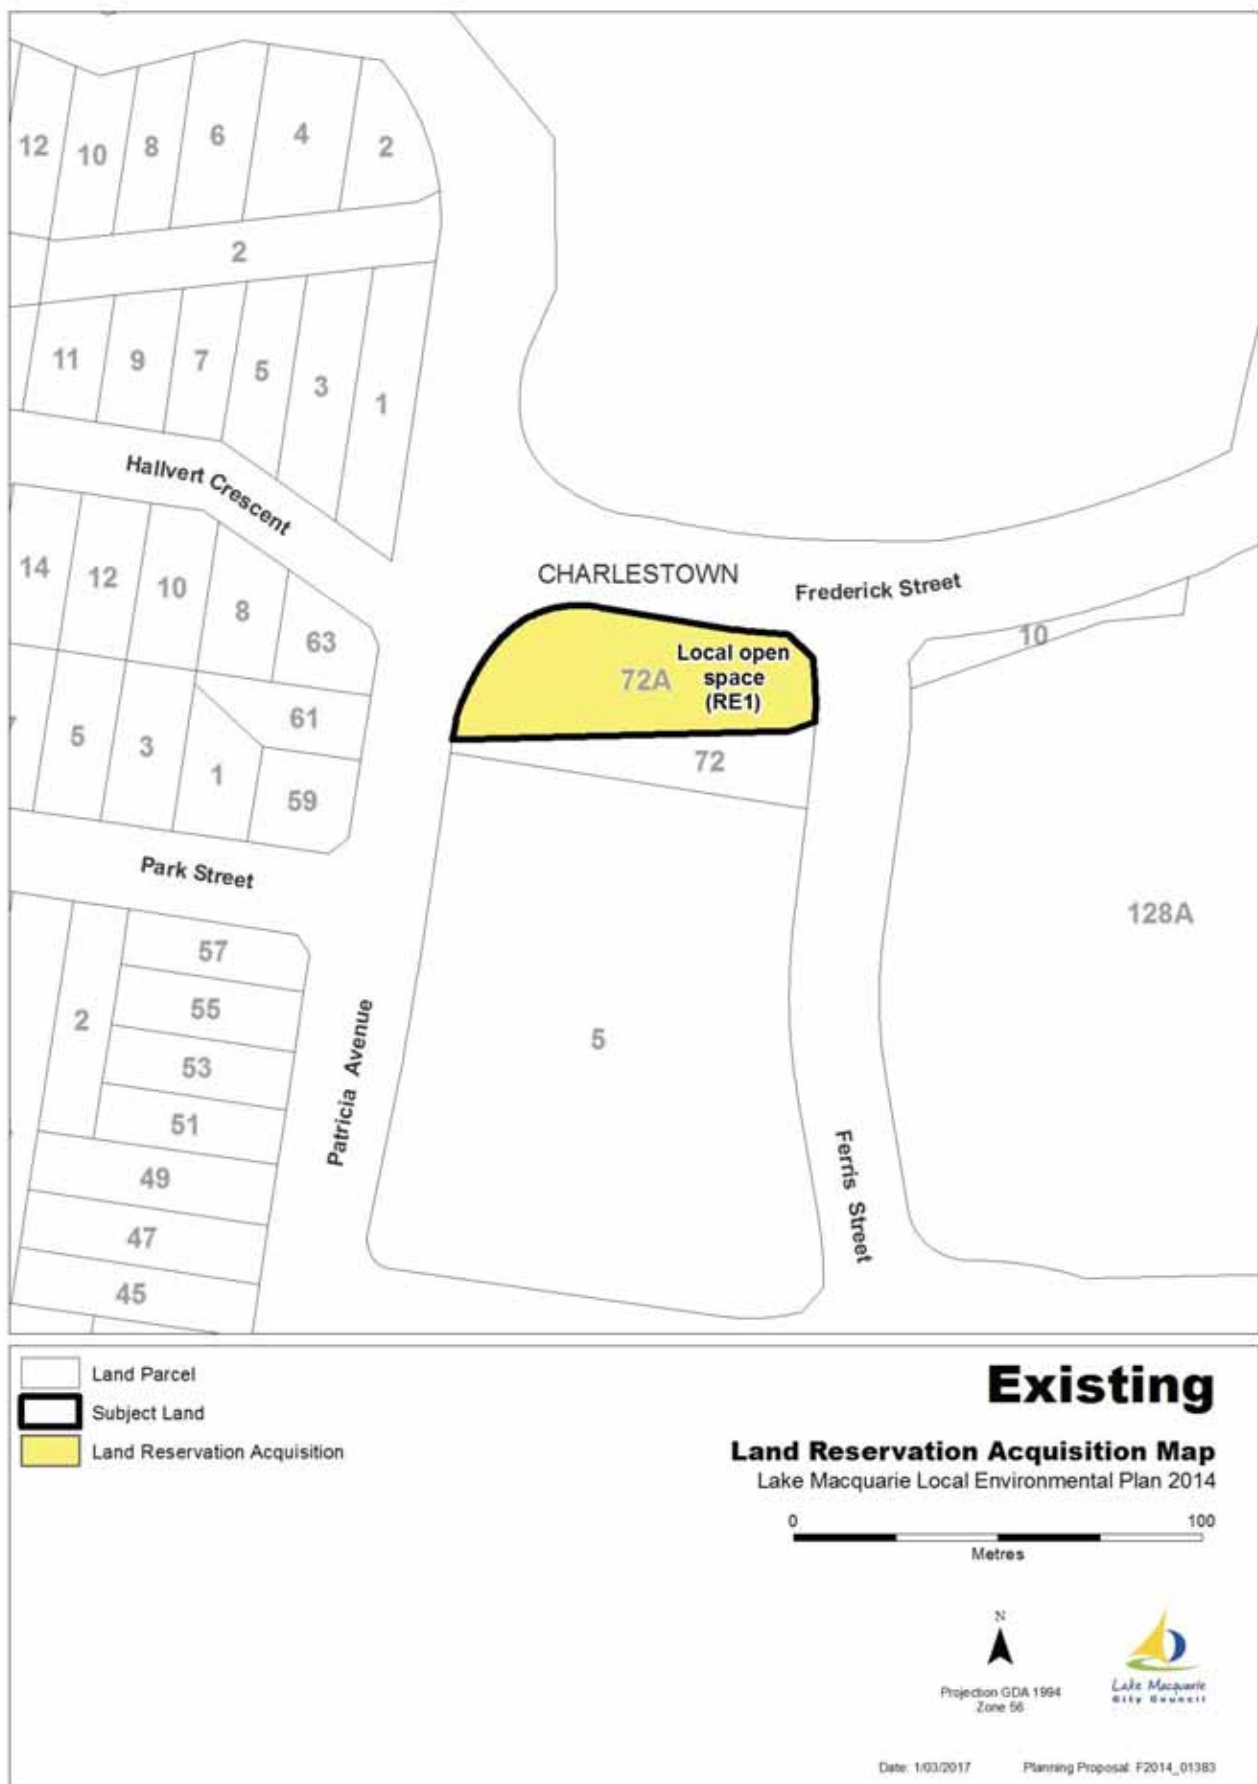 12
10
8
6
4
2
2
11
9
7
5
3
1
Hallvert Crescent
14
12
10
8
63
CHARLESTOWN
Frederick Street
10
72A
Local open
space
(RE1)
7
5
3
1
61
59
72
Park Street
128A
57
55
53
51
2
49
47
45
Patricia Avenue
5
Ferris Street
Land Parcel
Subject Land
Land Reservation Acquisition
Existing
Land Reservation Acquisition Map
Lake Macquarie Local Environmental Plan 2014
0 100
Metres
N
Projection GDA 1994
Zone 56
Lake Macquarie
City Council
Date: 1/03/2017 Planning Proposal: F2014_01383